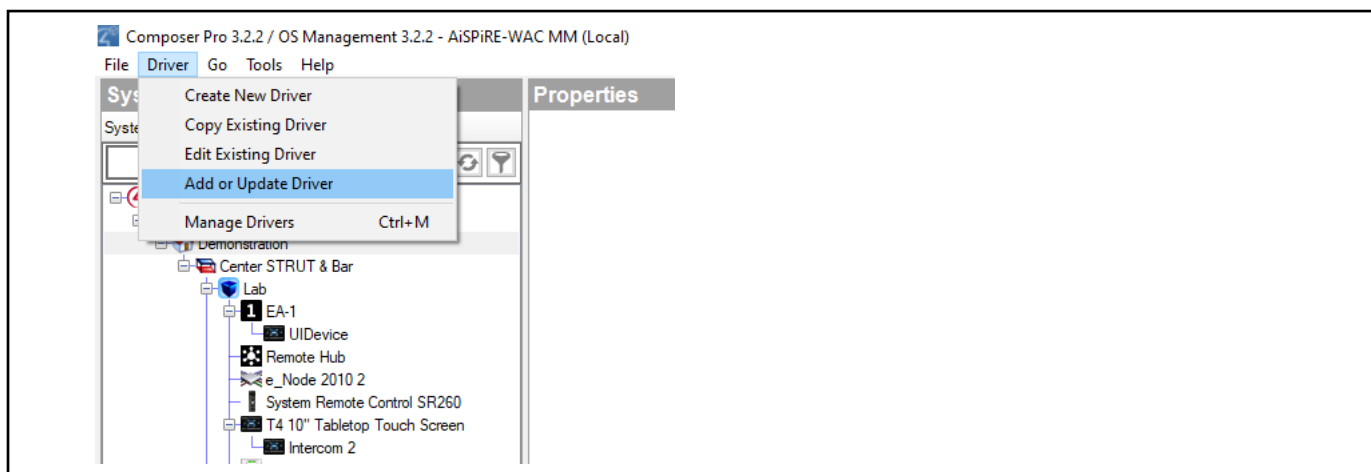 Composer Pro 3.2.2 / OS Management 3.2.2 - AiSPiRE-WAC MM (Local)
File Driver Go Tools Help
Sys
Properties
Create New Driver
Syste
Copy Existing Driver
Edit Existing Driver
Add or Update Driver
Manage Drivers Ctrl+M
Demonstration
Center STRUT & Bar
Lab
1 EA-1
UIDevice
Remote Hub
e_Node 2010 2
System Remote Control SR260
T4 10" Tabletop Touch Screen
Intercom 2